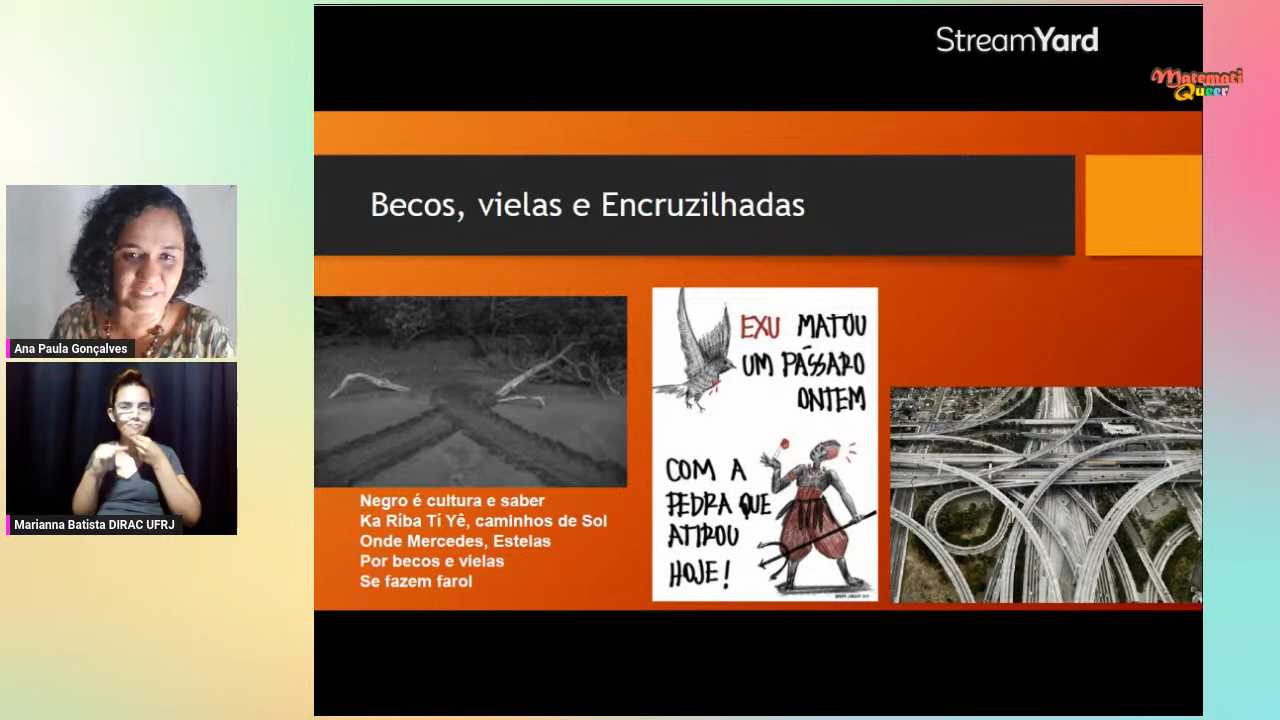 StreamYard
Matemati
Queer
Becos, vielas e Encruzilhadas
Ana Paula Gonçalves
Marianna Batista DIRAC UFRJ
Negro é cultura e saber
Ka Ríba Tí Yê, caminhos de Sol
Onde Mercedes, Estelas
Por becos e vielas
Se fazem farol
EXU MATOU
UM PÁSSARO
ONTEM
COM A
PEDRA QUE
ATIROU
HOJE!